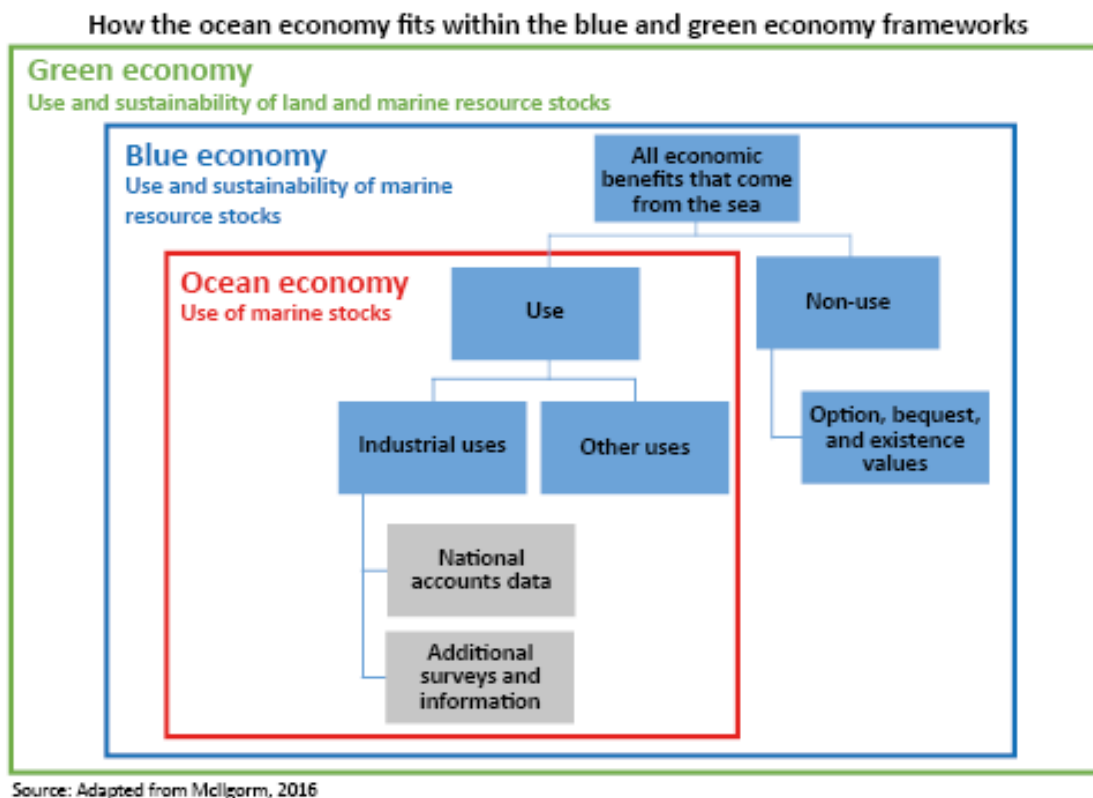 How the ocean economy fits within the blue and green economy frameworks
Green economy
Use and sustainability of land and marine resource stocks
Blue economy
Use and sustainability of marine
resource stocks
All economic
benefits that come
from the sea
Ocean economy
Use of marine stocks
Use
Non-use
Industrial uses
Other uses
Option, bequest,
and existence
values
National
accounts data
Additional
surveys and
information
Source: Adapted from McIlgorm, 2016